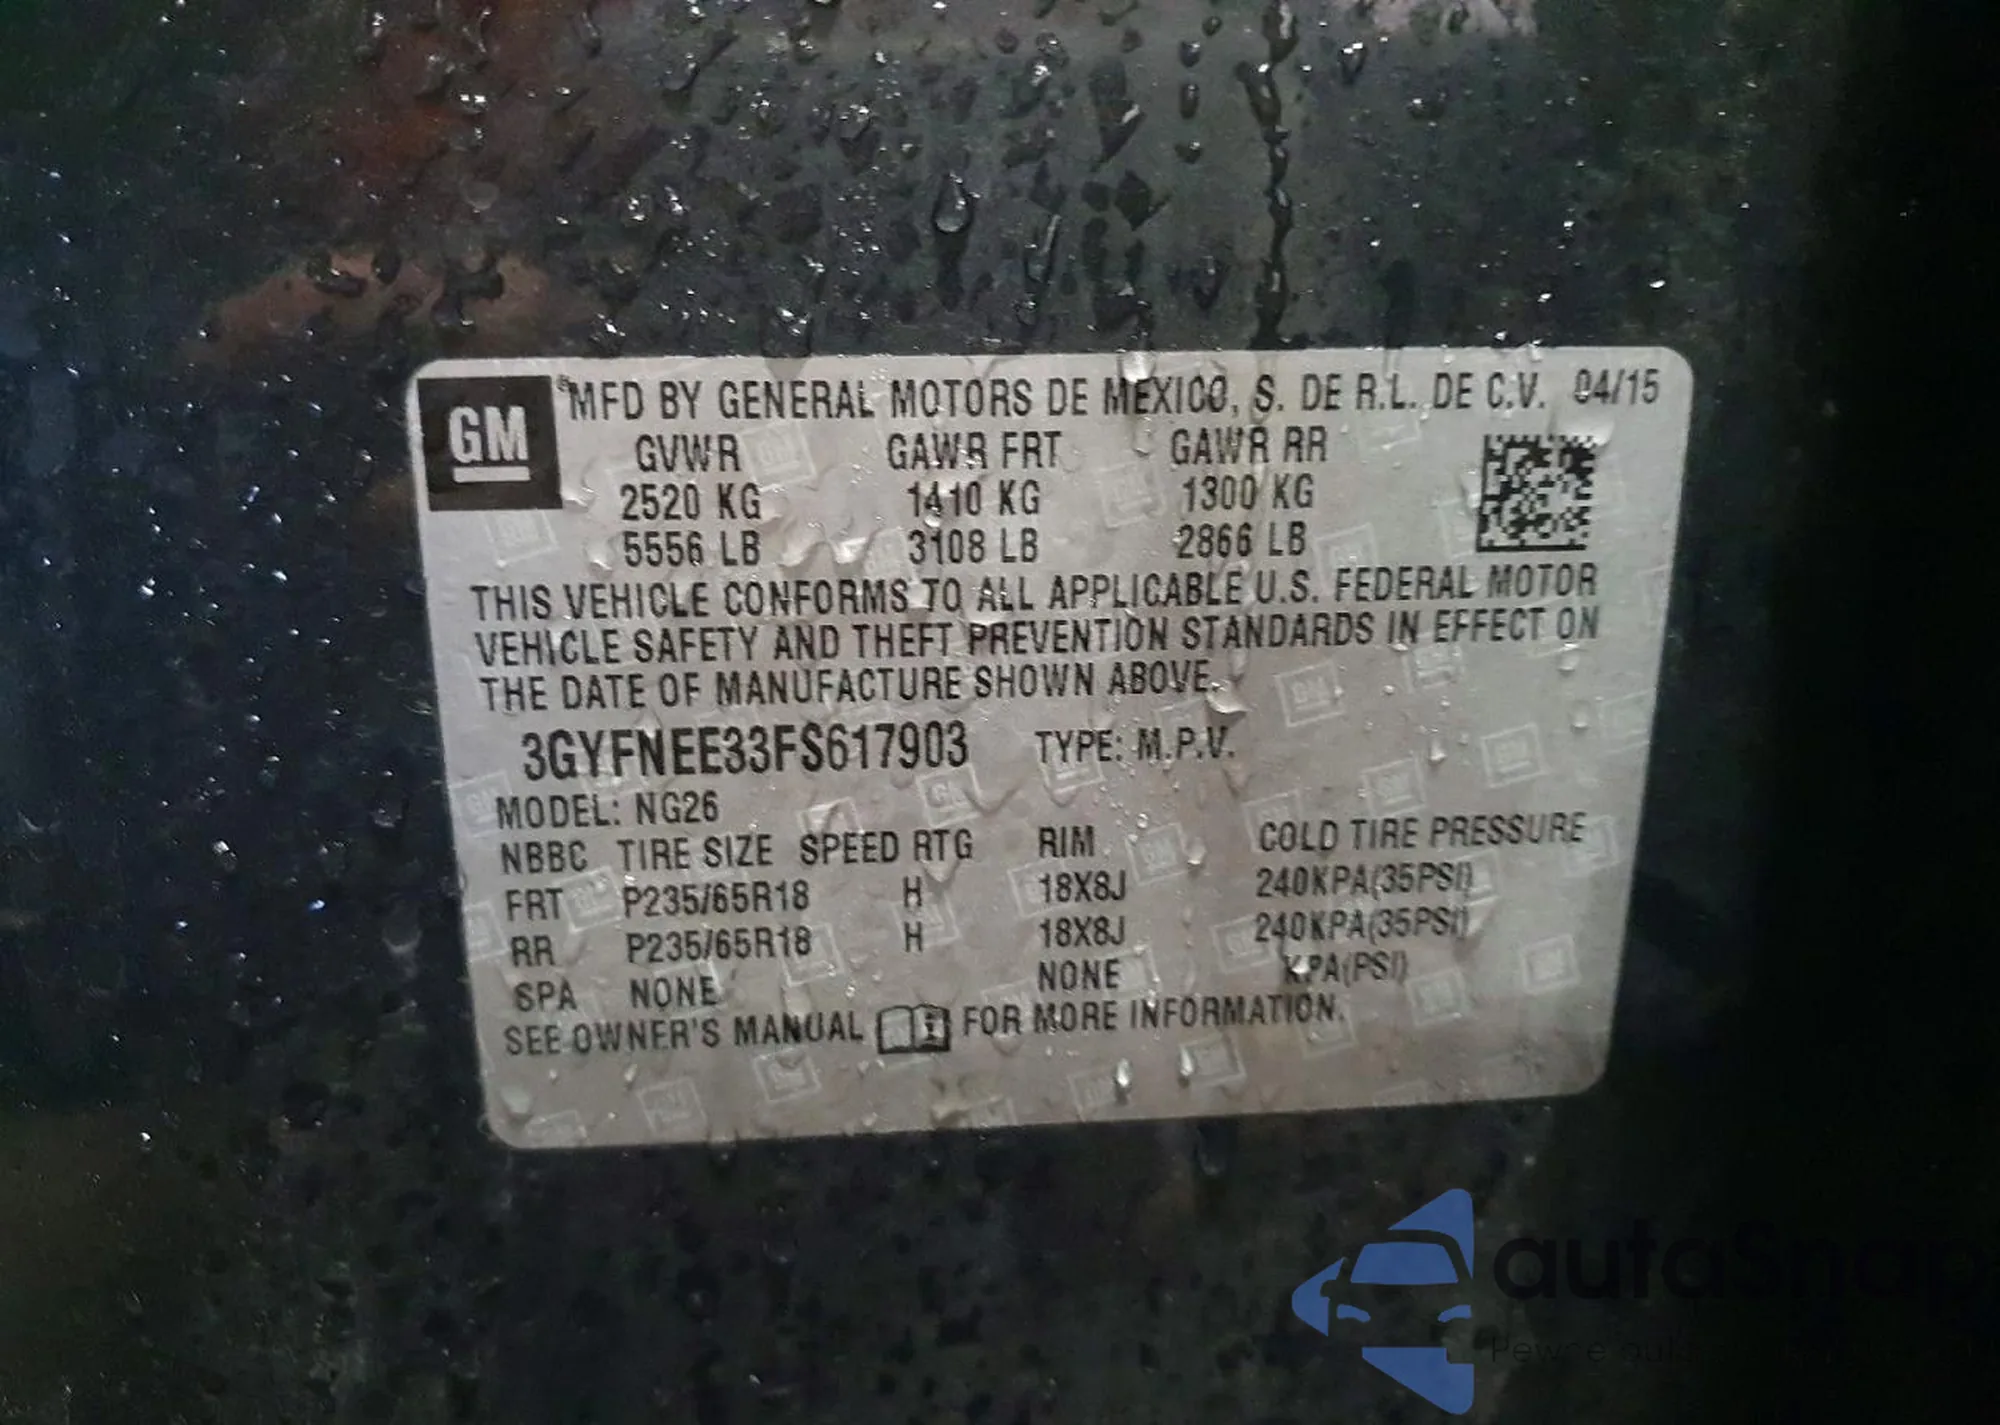 GM
®MFD BY GENERAL MOTORS DE MEXICO, S. DE R.L. DE C.V. 04/15
GVWR GAWR FRT GAWR RR
2520 KG 1410 KG 1300 KG
5556 LB 3108 LB 2866 LB
THIS VEHICLE CONFORMS TO ALL APPLICABLE U.S. FEDERAL MOTOR
VEHICLE SAFETY AND THEFT PREVENTION STANDARDS IN EFFECT ON
THE DATE OF MANUFACTURE SHOWN ABOVE.
3GYFNEE33FS617903 TYPE: M.P.V.
MODEL: NG26
NBBC TIRE SIZE SPEED RTG RIM COLD TIRE PRESSURE
FRT P235/65R18 H 18X8J 240KPA(35PSI)
RR P235/65R18 H 18X8J 240KPA(35PSI)
SPA NONE NONE KPA(PSI)
SEE OWNER'S MANUAL FOR MORE INFORMATION.
autoSnap
Pewne auto